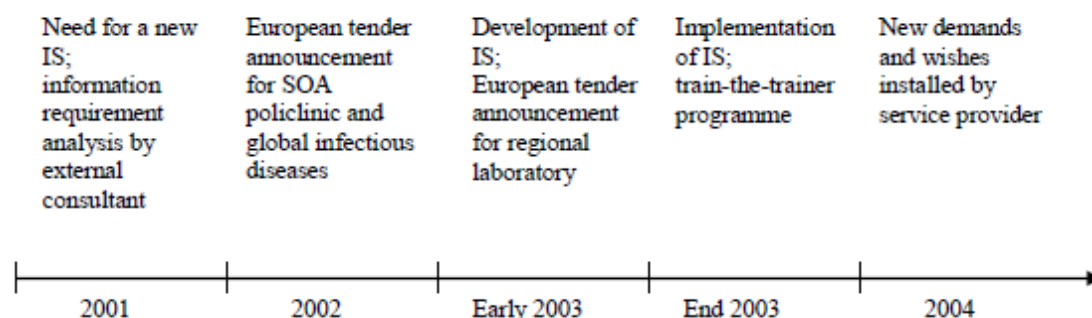 Need for a new
IS;
information
requirement
analysis by
external
consultant
European tender
announcement
for SOA
policlinic and
global infectious
diseases
Development of
IS;
European tender
announcement
for regional
laboratory
Implementation
of IS;
train-the-trainer
programme
New demands
and wishes
installed by
service provider
2001
2002
Early 2003
End 2003
2004